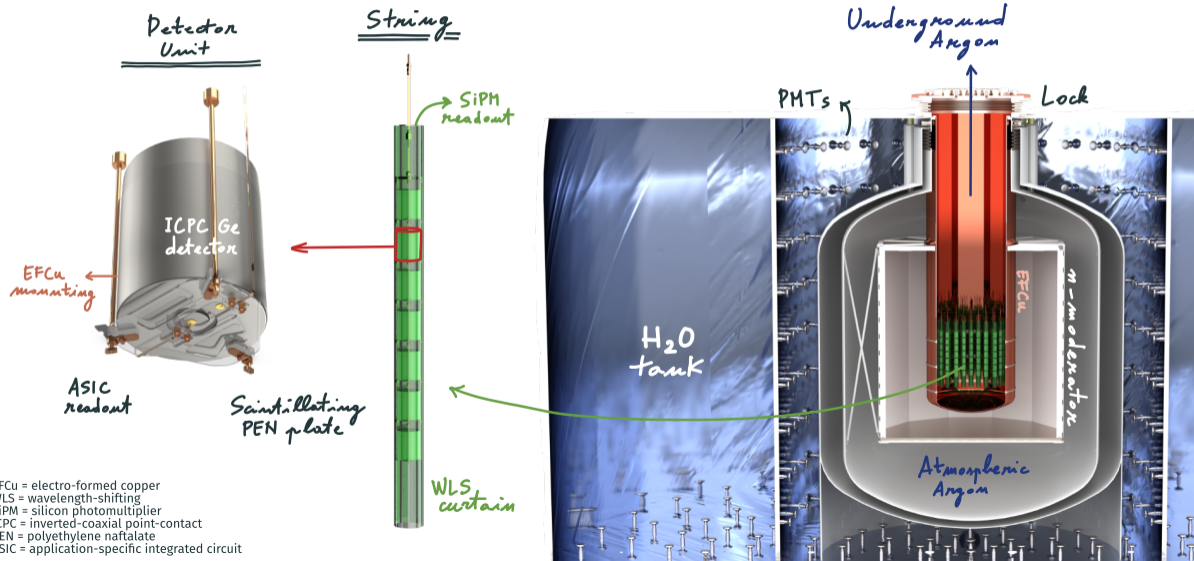 Detector
Unit
String
Underground
Argon
SiPM
readout
PMTs
Lock
ICPC Ge
detector
EFCu
mounting
EFCu
n-moderator
H₂O
tank
ASIC
readout
Scintillating
PEN plate
Atmospheric
Argon
WLS
curtain
FCu = electro-formed copper
WLS = wavelength-shifting
iPM = silicon photomultiplier
CPC = inverted-coaxial point-contact
EN = polyethylene naftalate
SIC = application-specific integrated circuit